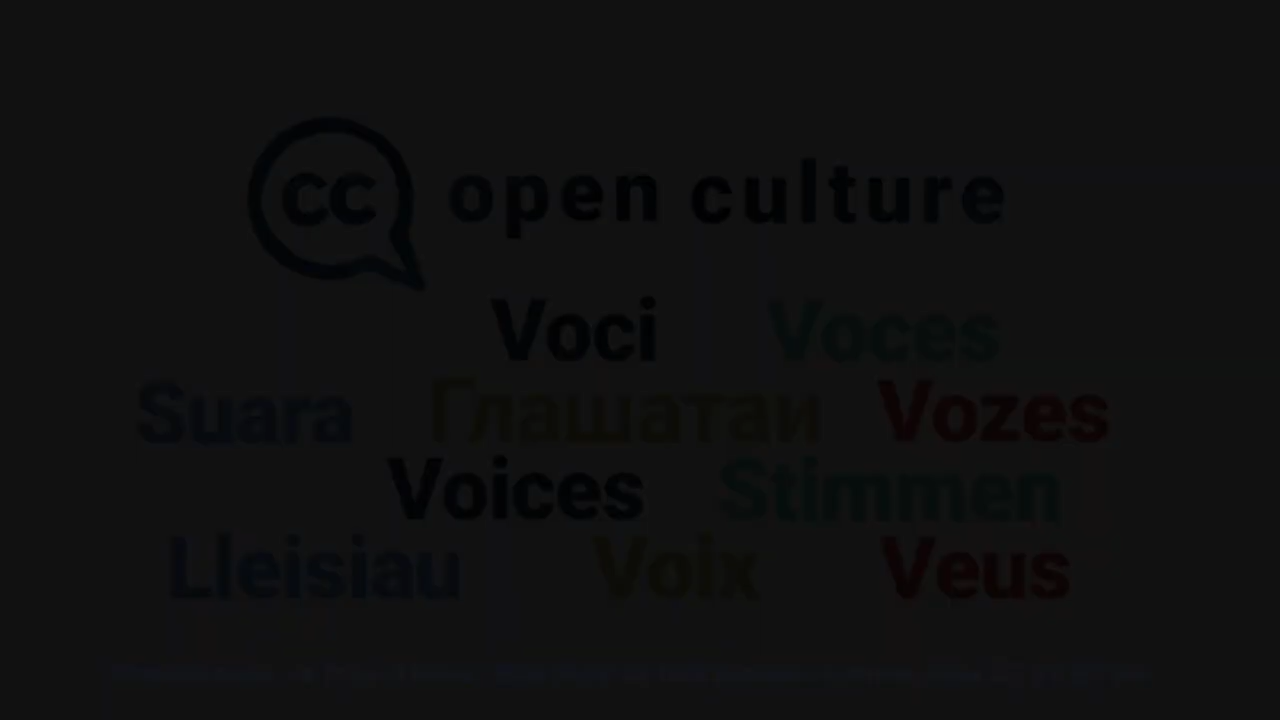 cc open culture
Voci Voces
Suara Глашатаи Vozes
Voices Stimmen
Lleisiau Voix Veus